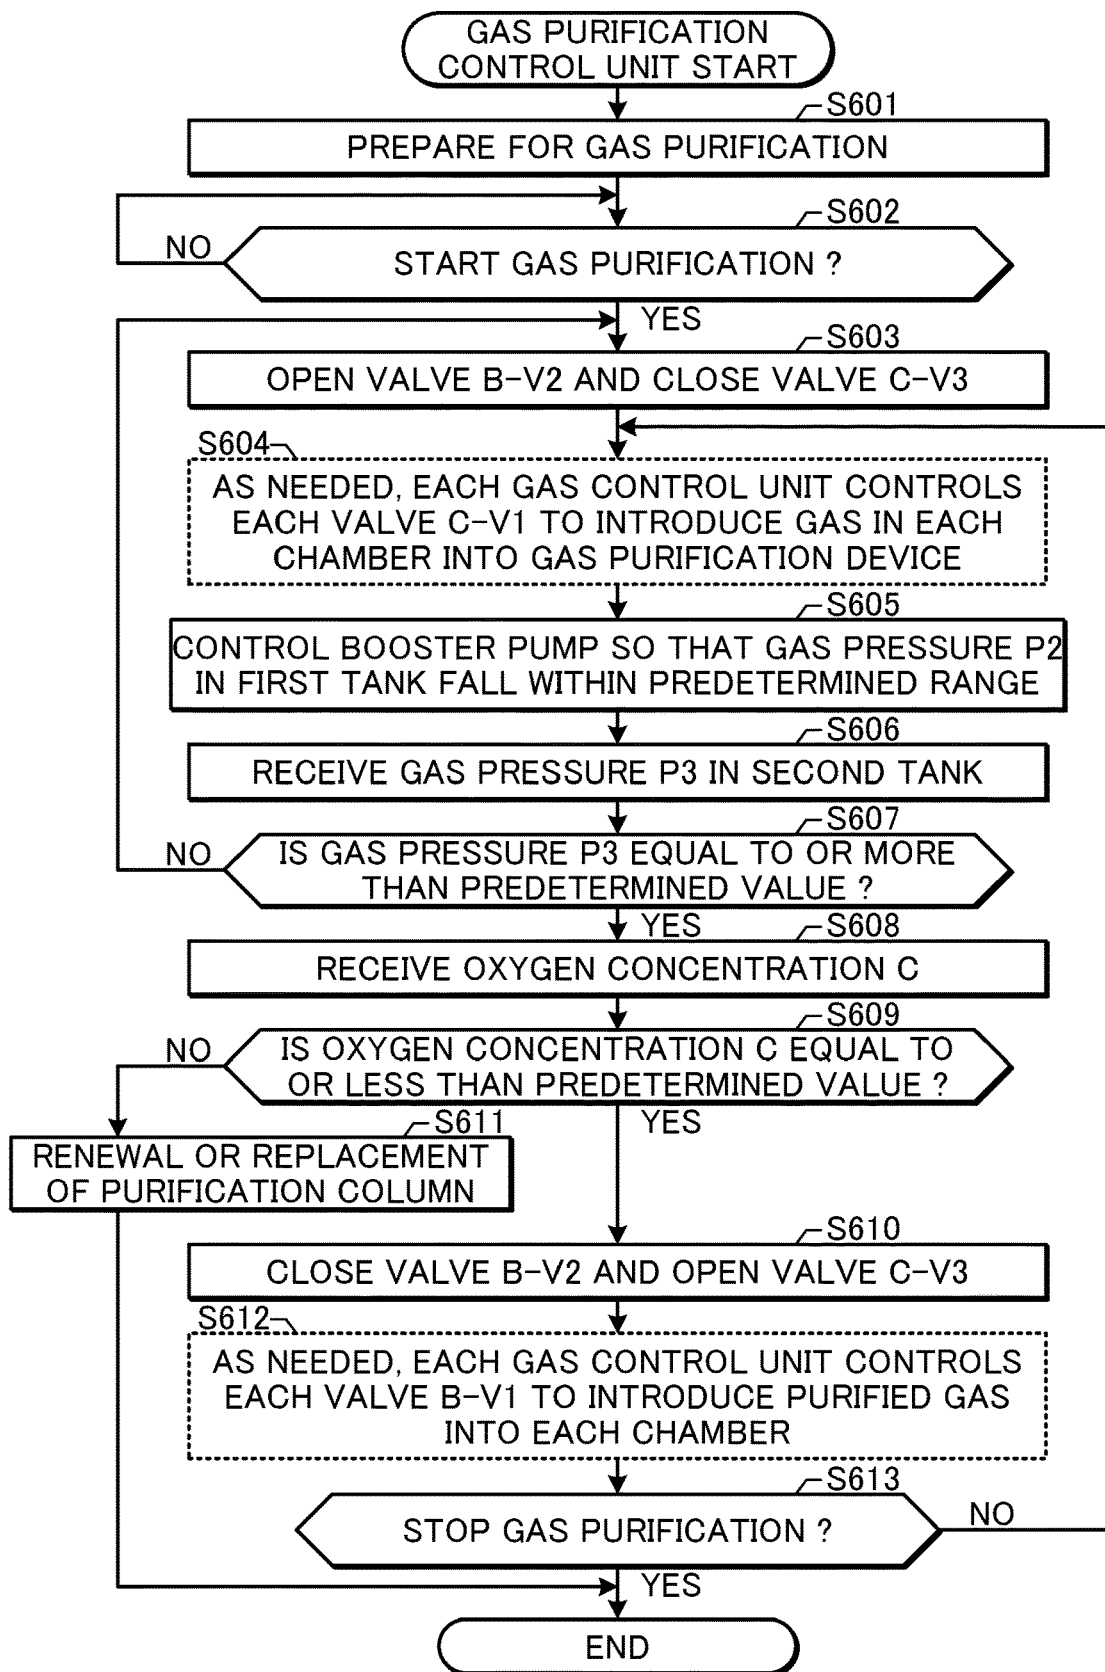 GAS PURIFICATION
CONTROL UNIT START
S601
PREPARE FOR GAS PURIFICATION
S602
NO
START GAS PURIFICATION ?
YES
S603
OPEN VALVE B-V2 AND CLOSE VALVE C-V3
S604
AS NEEDED, EACH GAS CONTROL UNIT CONTROLS
EACH VALVE C-V1 TO INTRODUCE GAS IN EACH
CHAMBER INTO GAS PURIFICATION DEVICE
S605
CONTROL BOOSTER PUMP SO THAT GAS PRESSURE P2
IN FIRST TANK FALL WITHIN PREDETERMINED RANGE
S606
RECEIVE GAS PRESSURE P3 IN SECOND TANK
S607
NO
IS GAS PRESSURE P3 EQUAL TO OR MORE
THAN PREDETERMINED VALUE ?
YES
S608
RECEIVE OXYGEN CONCENTRATION C
S609
NO
IS OXYGEN CONCENTRATION C EQUAL TO
OR LESS THAN PREDETERMINED VALUE ?
YES
S611
RENEWAL OR REPLACEMENT
OF PURIFICATION COLUMN
S610
CLOSE VALVE B-V2 AND OPEN VALVE C-V3
S612
AS NEEDED, EACH GAS CONTROL UNIT CONTROLS
EACH VALVE B-V1 TO INTRODUCE PURIFIED GAS
INTO EACH CHAMBER
S613
STOP GAS PURIFICATION ?
NO
YES
END